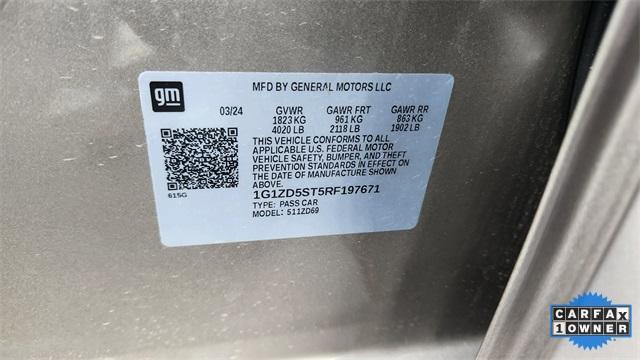 gm
MFD BY GENERAL MOTORS LLC
03/24 GVWR GAWR FRT GAWR RR
1823 KG 961 KG 863 KG
4020 LB 2118 LB 1902 LB
THIS VEHICLE CONFORMS TO ALL
APPLICABLE U.S. FEDERAL MOTOR
VEHICLE SAFETY, BUMPER, AND THEFT
PREVENTION STANDARDS IN EFFECT ON
THE DATE OF MANUFACTURE SHOWN
ABOVE.
615G
1G1ZD5ST5RF197671
TYPE: PASS CAR
MODEL: 511ZD69
CARFAX
1 OWNER